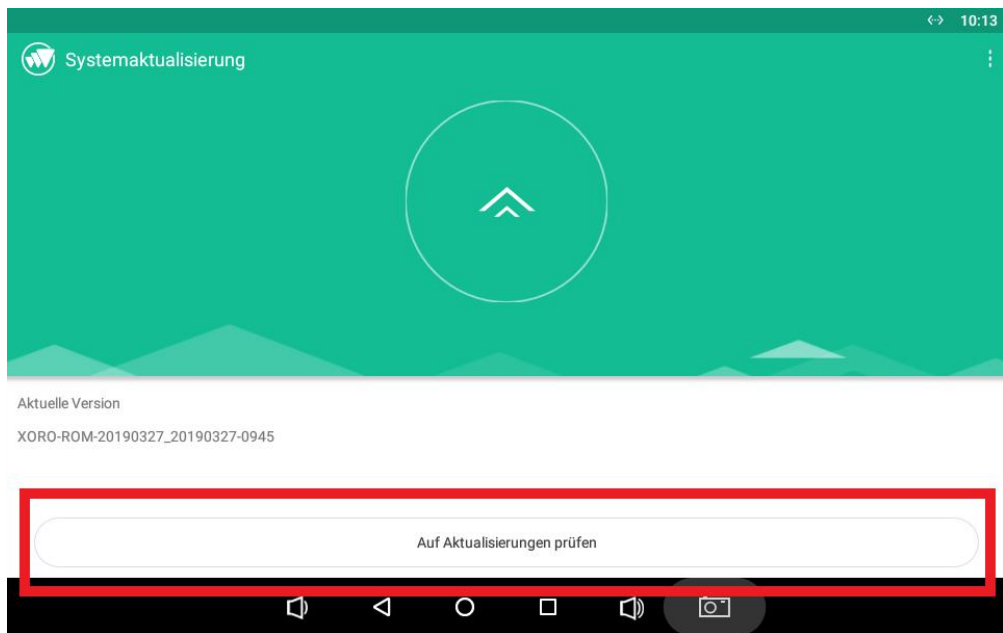 10:13
Systemaktualisierung
Aktuelle Version
XORO-ROM-20190327_20190327-0945
Auf Aktualisierungen prüfen